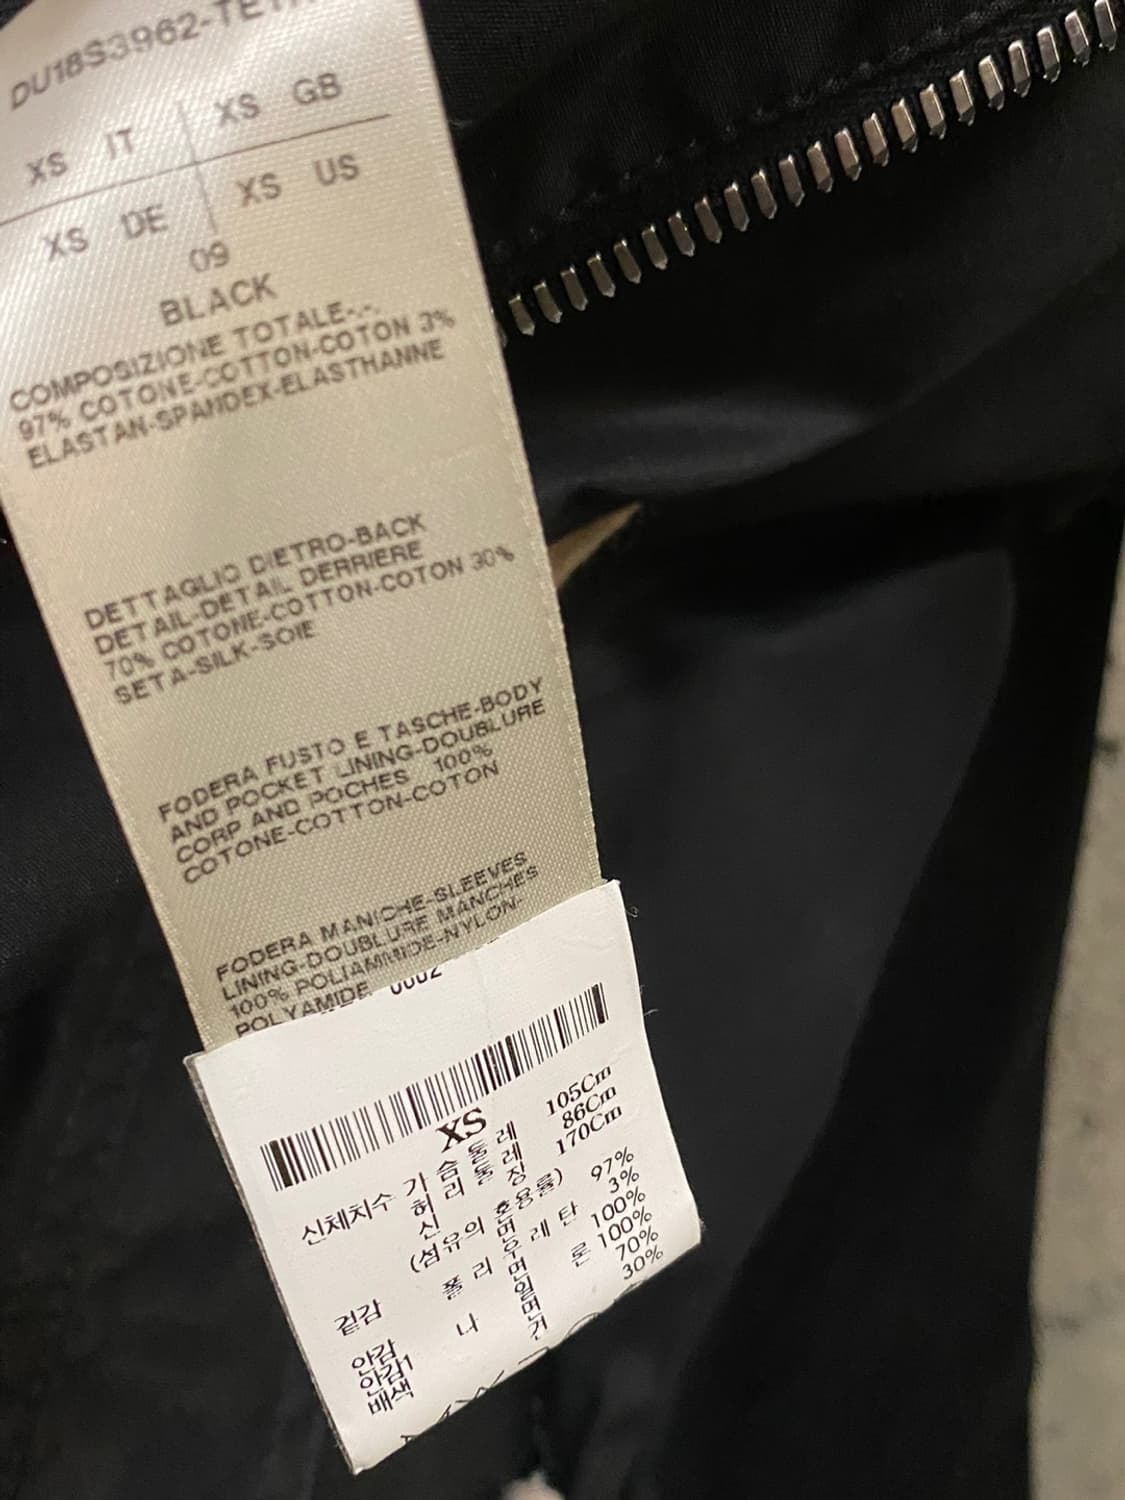 DU18S3962-TET
XS IT XS GB
XS DE XS US
09
BLACK
COMPOSIZIONE TOTALE-.-.
97% COTONE-COTTON-COTON 3%
ELASTAN-SPANDEX-ELASTHANNE
DETTAGLIO DIETRO-BACK
DETAIL-DETAIL DERRIERE
70% COTONE-COTTON-COTON 30%
SETA-SILK-SOIE
FODERA FUSTO E TASCHE-BODY
AND POCKET LINING-DOUBLURE
CORP AND POCHES 100%
COTONE-COTTON-COTON
FODERA MANICHE-SLEEVES
LINING-DOUBLURE MANCHES
100% POLIAMMIDE-NYLON-
POLYAMIDE
0002
XS
신체치수 가슴둘레 105Cm
허리둘레 86Cm
신장 170Cm
(섬유의 혼용률)
겉감 면 97%
폴리우레탄 3%
안감 면 100%
안감1 나일론 100%
배색 면 70%
견 30%